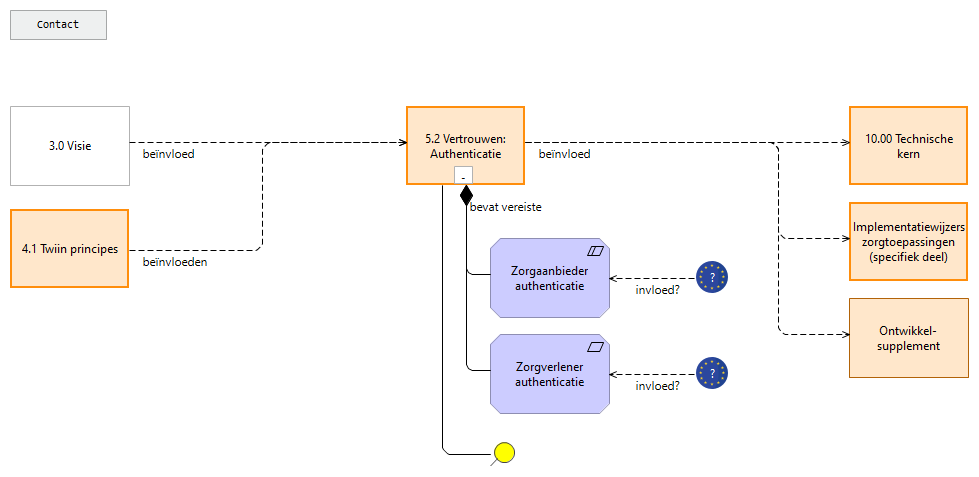 Contact
3.0 Visie
beïnvloed
5.2 Vertrouwen:
Authenticatie
-
beïnvloed
10.00 Technische
kern
4.1 Twiin principes
beïnvloeden
bevat vereiste
Implementatiewijzers
zorgtoepassingen
(specifiek deel)
Zorgaanbieder
authenticatie
invloed?
?
Ontwikkel-
supplement
Zorgverlener
authenticatie
invloed?
?